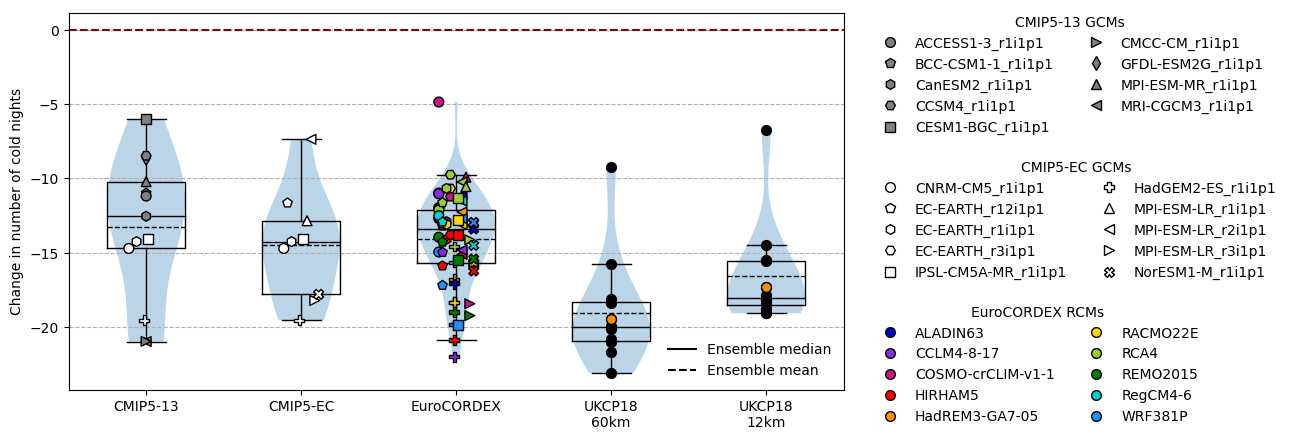 Change in number of cold nights
0
−5
−10
−15
−20
CMIP5-13
CMIP5-EC
EuroCORDEX
UKCP18
60km
UKCP18
12km
Ensemble median
Ensemble mean
CMIP5-13 GCMs
ACCESS1-3_r1i1p1
BCC-CSM1-1_r1i1p1
CanESM2_r1i1p1
CCSM4_r1i1p1
CESM1-BGC_r1i1p1
CMCC-CM_r1i1p1
GFDL-ESM2G_r1i1p1
MPI-ESM-MR_r1i1p1
MRI-CGCM3_r1i1p1
CMIP5-EC GCMs
CNRM-CM5_r1i1p1
EC-EARTH_r12i1p1
EC-EARTH_r1i1p1
EC-EARTH_r3i1p1
IPSL-CM5A-MR_r1i1p1
HadGEM2-ES_r1i1p1
MPI-ESM-LR_r1i1p1
MPI-ESM-LR_r2i1p1
MPI-ESM-LR_r3i1p1
NorESM1-M_r1i1p1
EuroCORDEX RCMs
ALADIN63
CCLM4-8-17
COSMO-crCLIM-v1-1
HIRHAM5
HadREM3-GA7-05
RACMO22E
RCA4
REMO2015
RegCM4-6
WRF381P